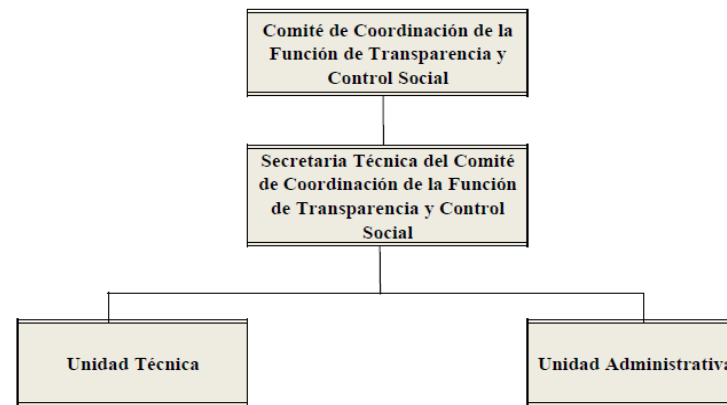 Comité de Coordinación de la
Función de Transparencia y
Control Social
Secretaria Técnica del Comité
de Coordinación de la Función
de Transparencia y Control
Social
Unidad Técnica
Unidad Administrativa